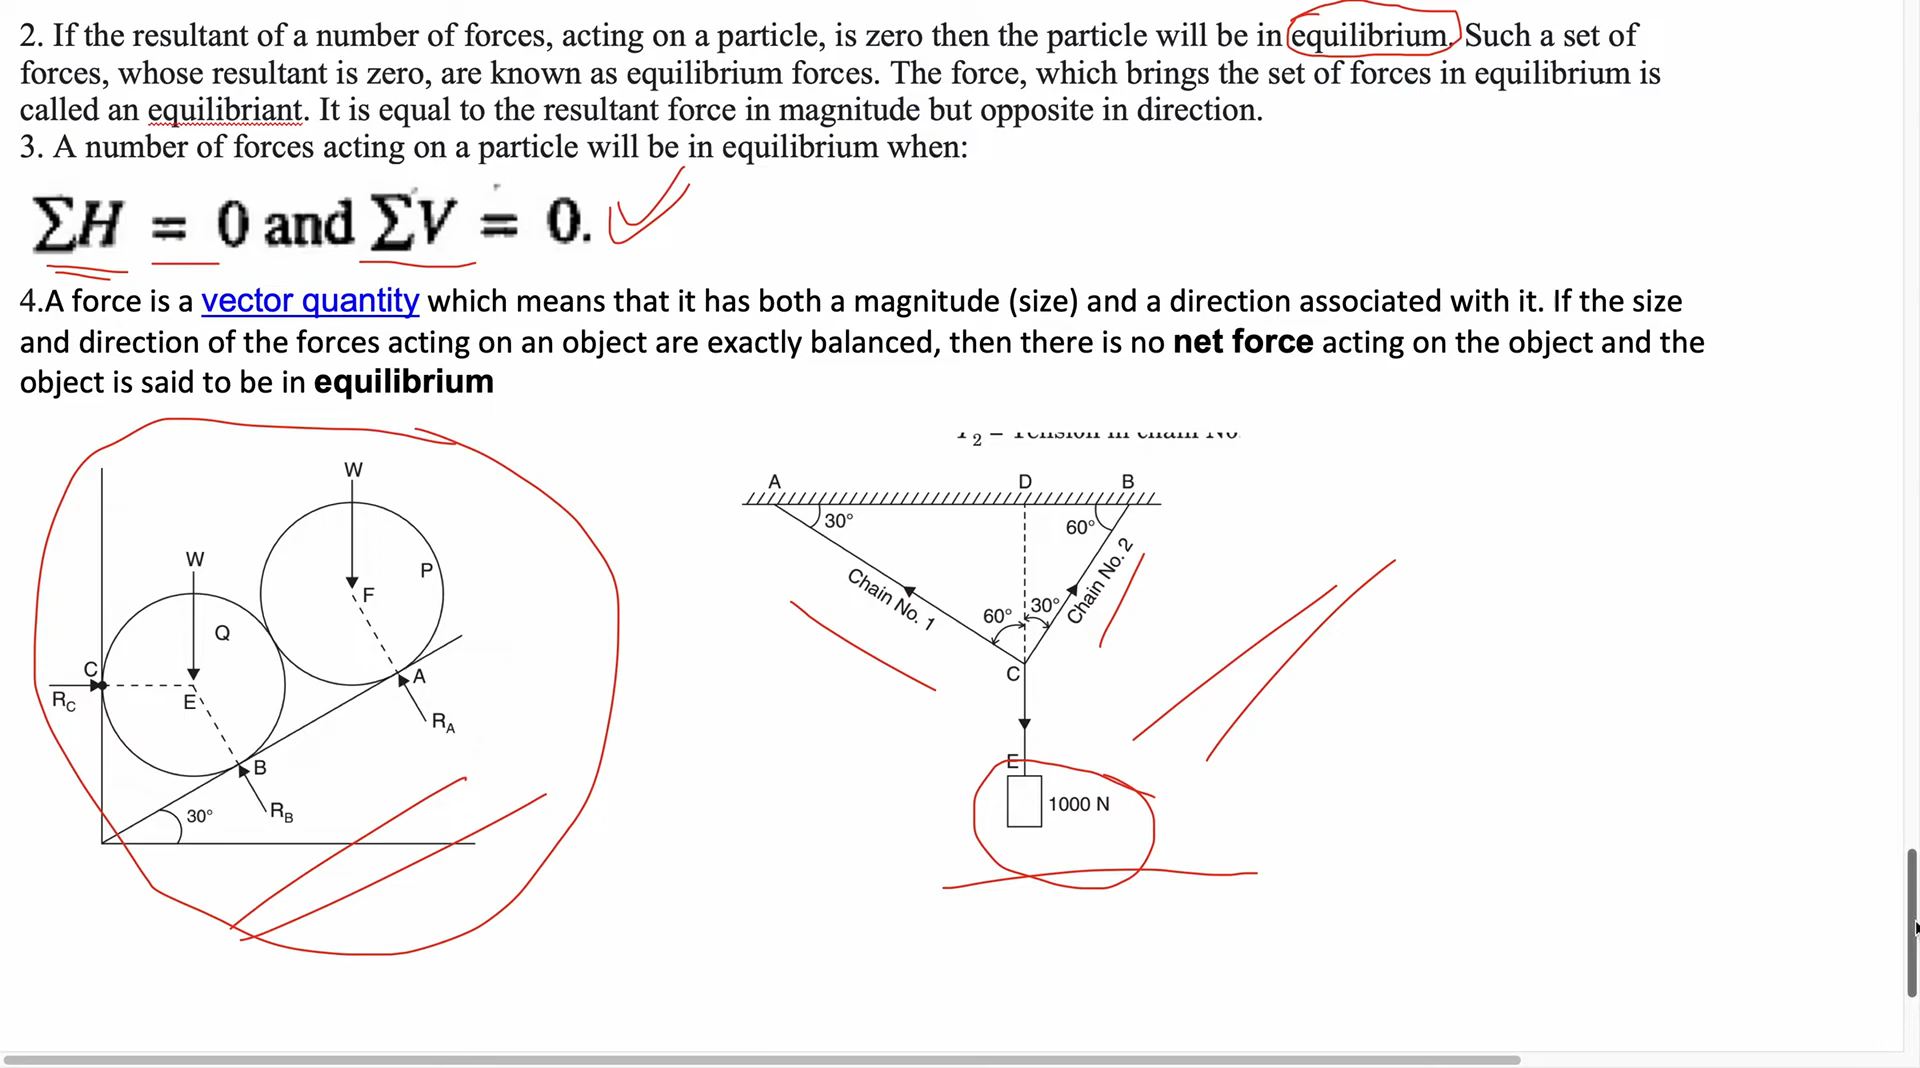 2. If the resultant of a number of forces, acting on a particle, is zero then the particle will be in equilibrium. Such a set of
forces, whose resultant is zero, are known as equilibrium forces. The force, which brings the set of forces in equilibrium is
called an equilibriant. It is equal to the resultant force in magnitude but opposite in direction.
3. A number of forces acting on a particle will be in equilibrium when:
ΣH = 0 and ΣV = 0.
4.A force is a vector quantity which means that it has both a magnitude (size) and a direction associated with it. If the size
and direction of the forces acting on an object are exactly balanced, then there is no net force acting on the object and the
object is said to be in equilibrium
W
W
F
P
Q
C
E
R_C
A
R_A
B
R_B
30°
T₂ = Tension in chain No.
A
D
B
30°
60°
Chain No. 1
Chain No. 2
60°
30°
C
E
1000 N